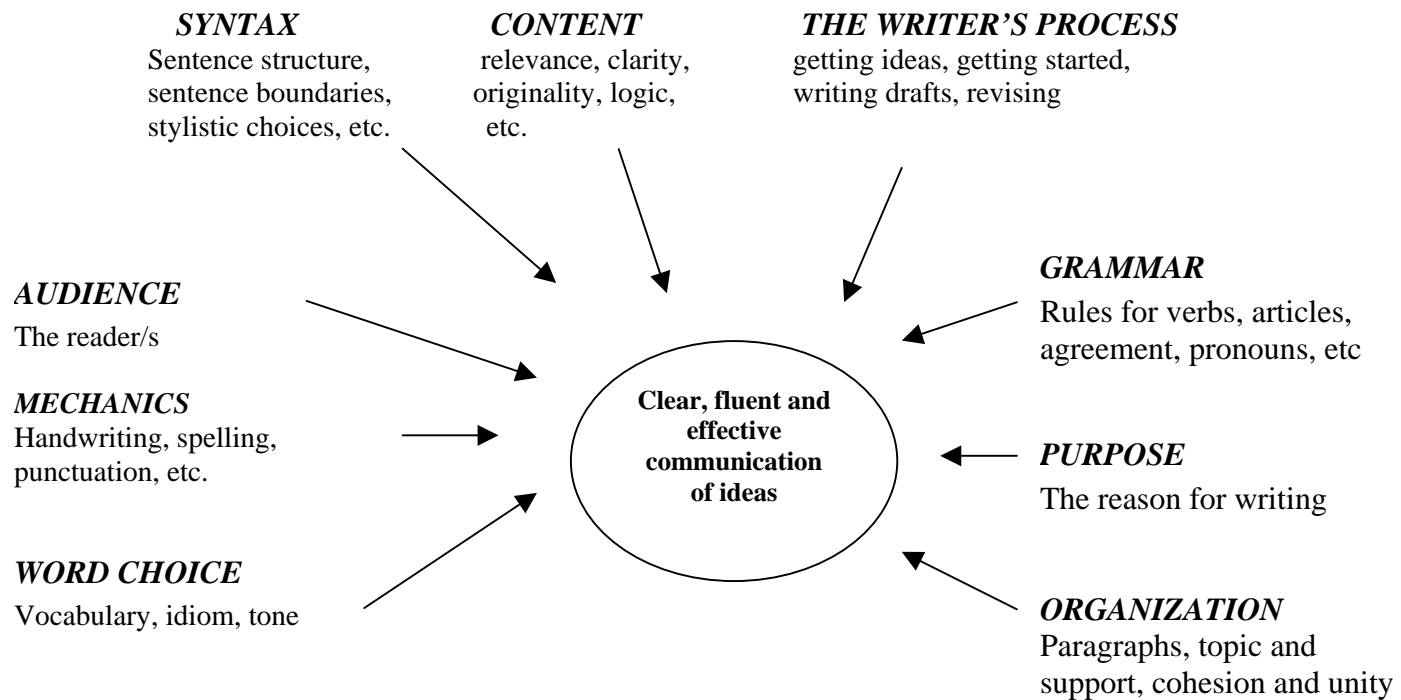 SYNTAX
Sentence structure,
sentence boundaries,
stylistic choices, etc.
CONTENT
relevance, clarity,
originality, logic,
etc.
THE WRITER’S PROCESS
getting ideas, getting started,
writing drafts, revising
AUDIENCE
The reader/s
MECHANICS
Handwriting, spelling,
punctuation, etc.
WORD CHOICE
Vocabulary, idiom, tone
Clear, fluent and
effective
communication
of ideas
GRAMMAR
Rules for verbs, articles,
agreement, pronouns, etc
PURPOSE
The reason for writing
ORGANIZATION
Paragraphs, topic and
support, cohesion and unity